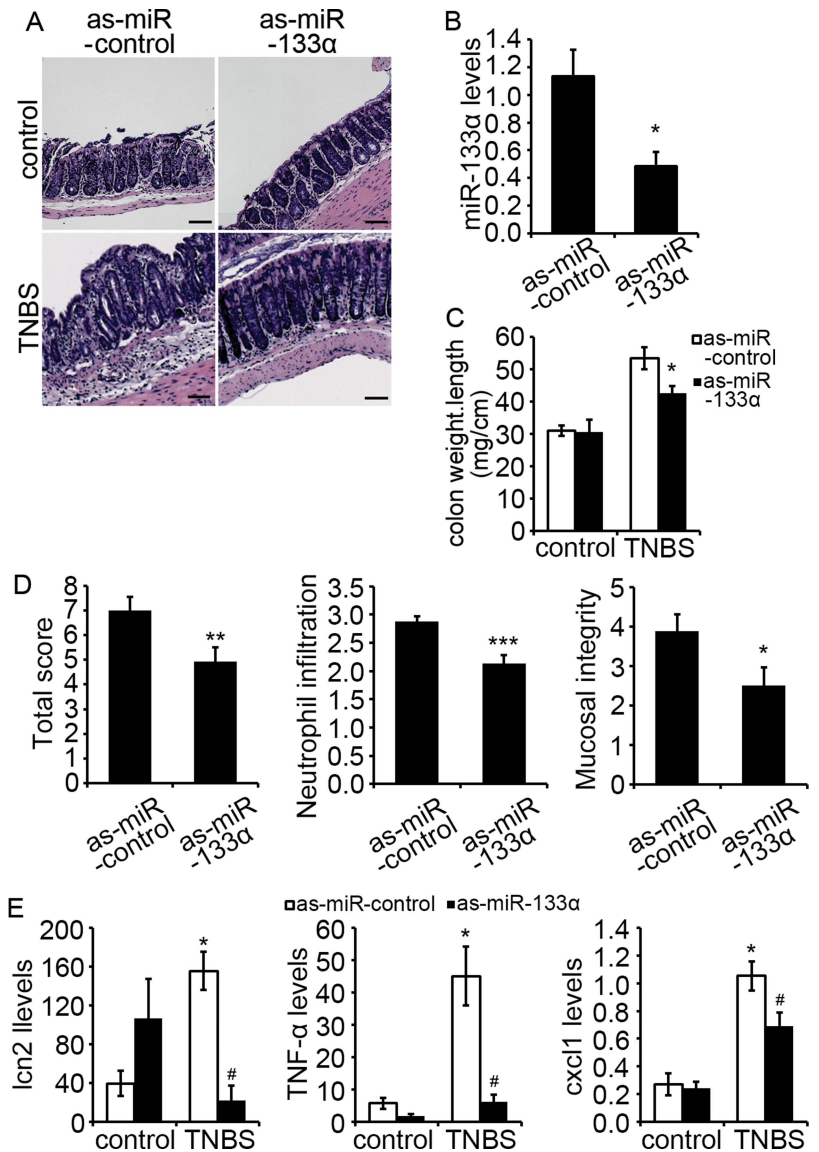 A
as-miR
-control
as-miR
-133α
control
TNBS
B
miR-133α levels
1.4
1.2
1.0
0.8
0.6
0.4
0.2
0.0
*
as-miR
-control
as-miR
-133α
C
colon weight.length
(mg/cm)
60
50
40
30
20
10
0
*
control
TNBS
as-miR
-control
as-miR
-133α
D
Total score
8
7
6
5
4
3
2
1
0
**
as-miR
-control
as-miR
-133α
Neutrophil infiltration
3.5
3.0
2.5
2.0
1.5
1.0
0.5
0.0
***
as-miR
-control
as-miR
-133α
Mucosal integrity
5
4
3
2
1
0
*
as-miR
-control
as-miR
-133α
E
as-miR-control as-miR-133α
lcn2 llevels
200
160
120
80
40
0
*
#
control TNBS
TNF-α levels
60
50
40
30
20
10
0
*
#
control TNBS
cxcl1 levels
1.4
1.2
1.0
0.8
0.6
0.4
0.2
0.0
*
#
control TNBS